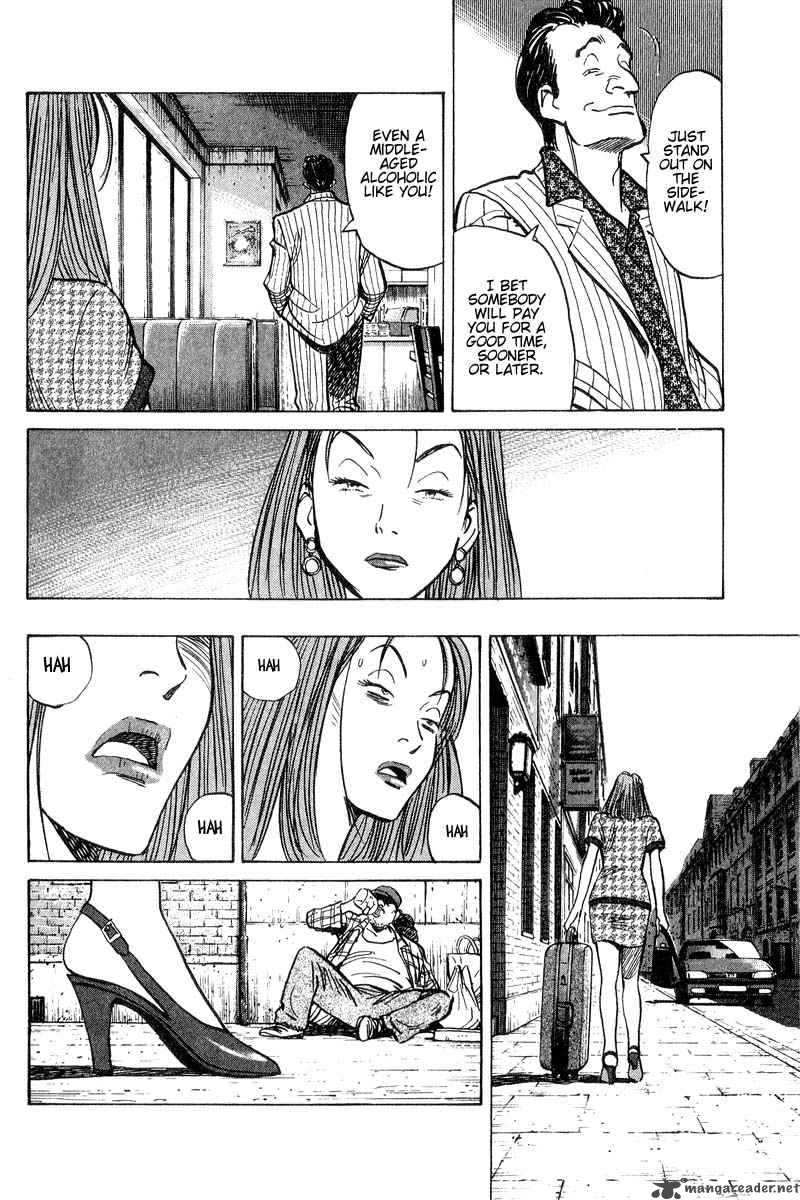 JUST
STAND
OUT ON
THE
SIDE-
WALK!
I BET
SOMEBODY
WILL PAY
YOU FOR A
GOOD TIME,
SOONER
OR LATER.
EVEN A
MIDDLE-
AGED
ALCOHOLIC
LIKE YOU!
HAH
HAH
HAH
HAH
mangareader.net